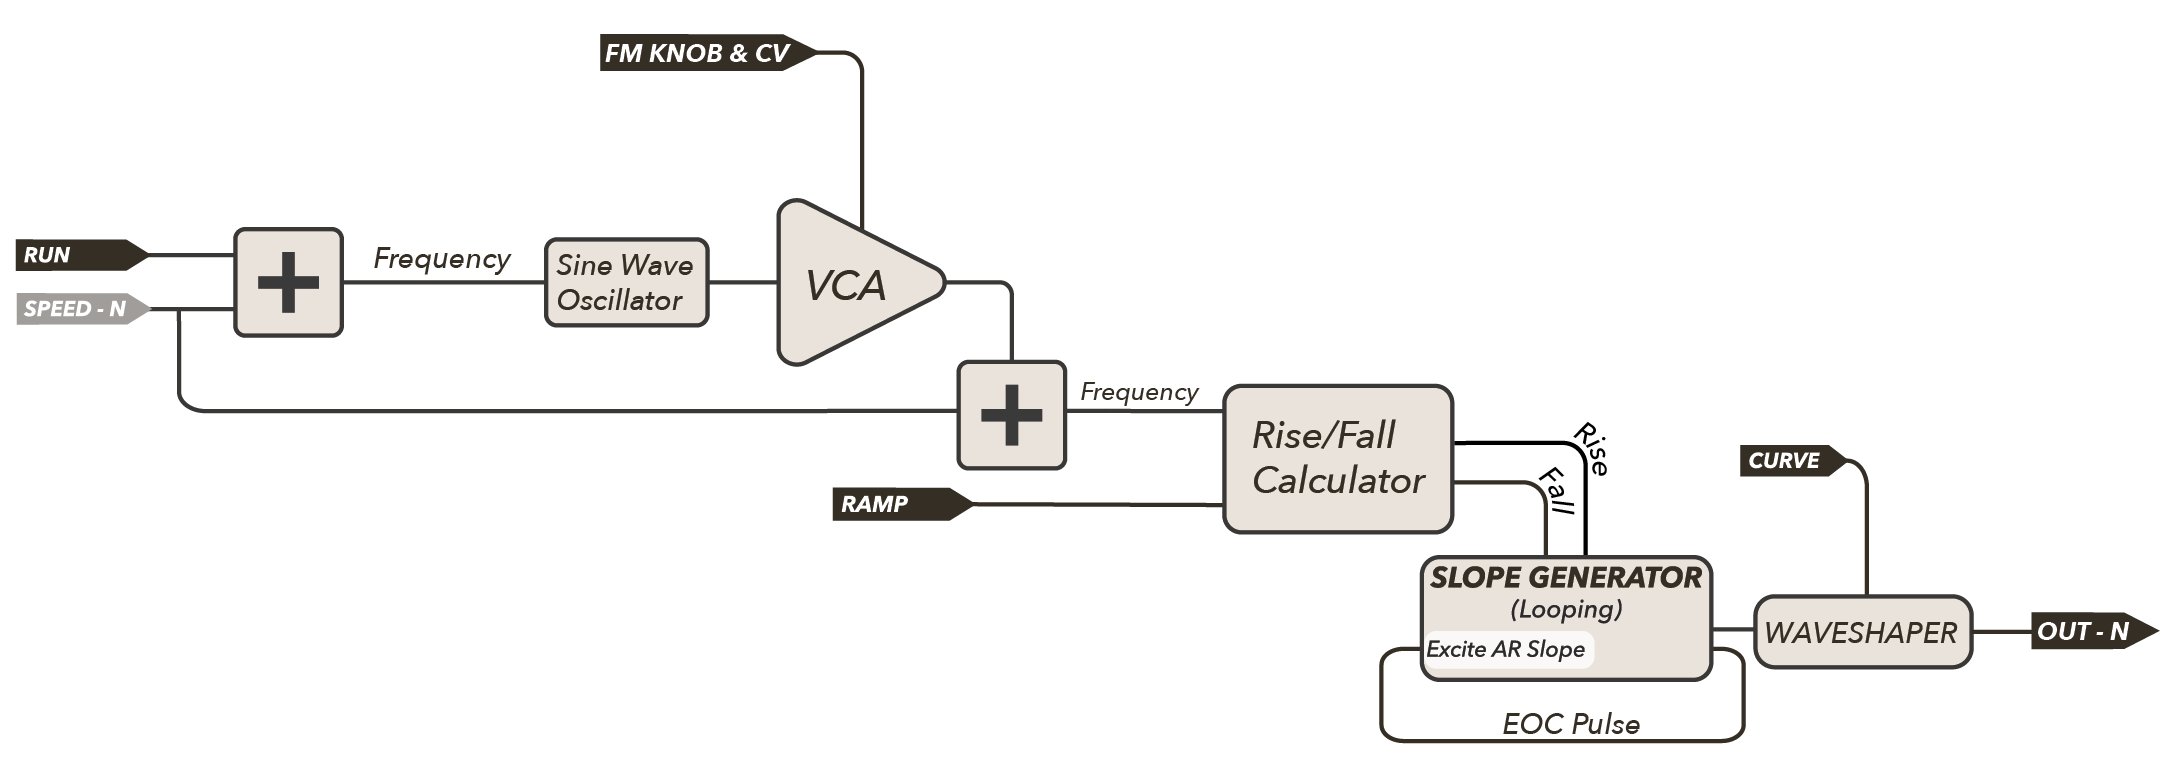 FM KNOB & CV
RUN
SPEED - N
+
Frequency
Sine Wave
Oscillator
VCA
+
Frequency
Rise/Fall
Calculator
RAMP
Rise
Fall
CURVE
SLOPE GENERATOR
(Looping)
Excite AR Slope
EOC Pulse
WAVESHAPER
OUT - N